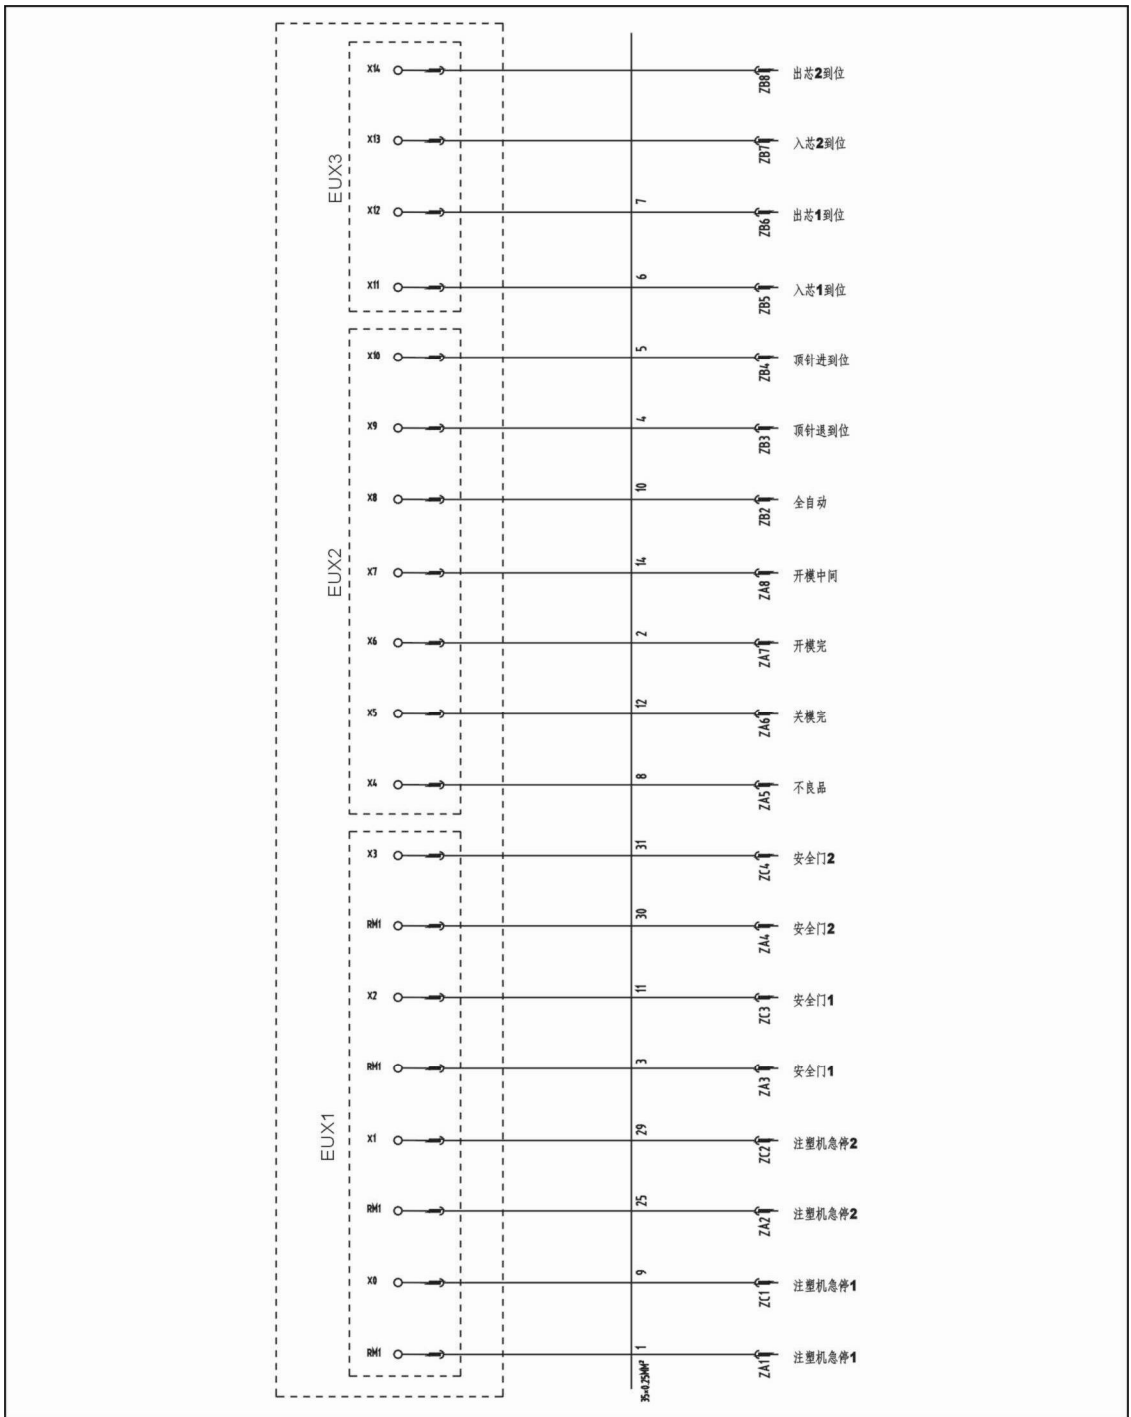 X14 ZB8 出芯2到位
X13 ZB7 入芯2到位
EUX3
X12 7 ZB6 出芯1到位
X11 6 ZB5 入芯1到位
X10 5 ZB4 顶针进到位
X9 4 ZB3 顶针退到位
X8 10 ZB2 全自动
EUX2
X7 14 ZA8 开模中间
X6 2 ZA7 开模完
X5 12 ZA6 关模完
X4 8 ZA5 不良品
X3 31 ZC4 安全门2
RM1 30 ZA4 安全门2
X2 11 ZC3 安全门1
RM1 3 ZA3 安全门1
EUX1
X1 29 ZC2 注塑机急停2
RM1 25 ZA2 注塑机急停2
X0 9 ZC1 注塑机急停1
RM1 1 ZA1 注塑机急停1
35×0.25MM²